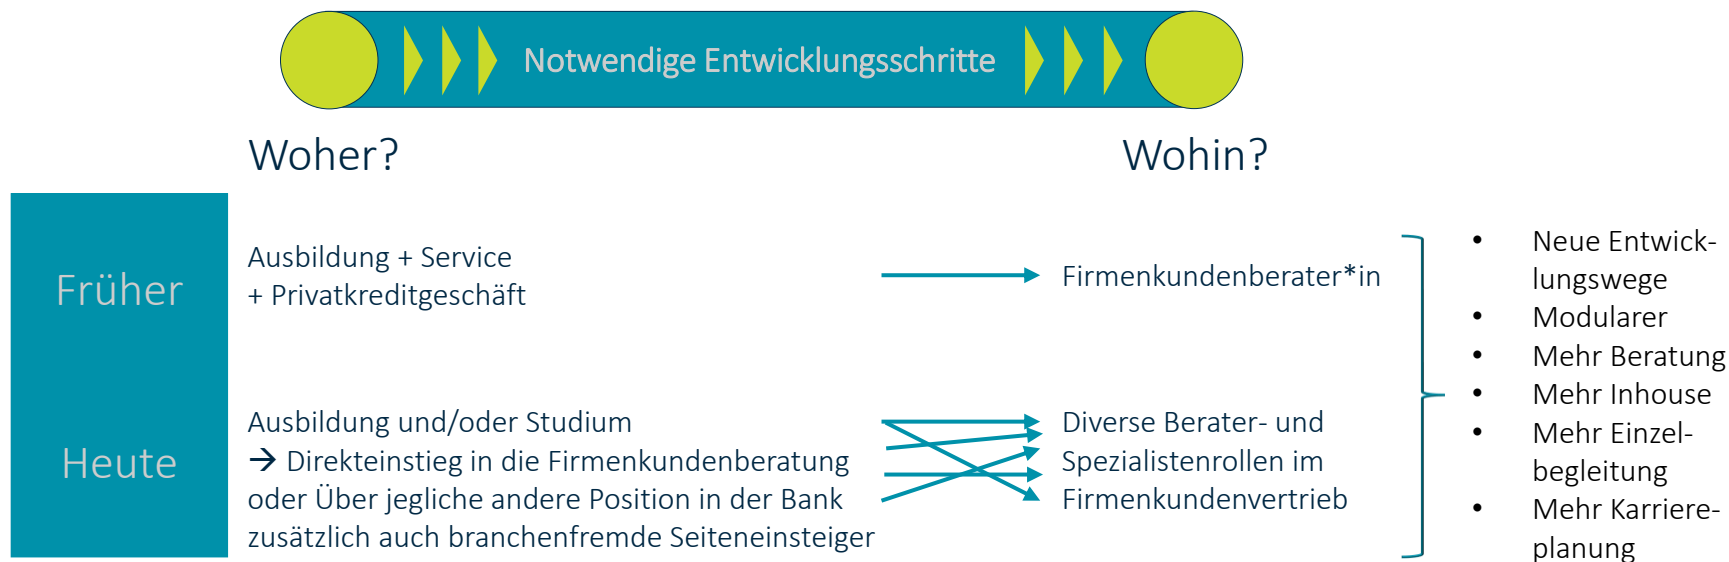 Notwendige Entwicklungsschritte
Woher?
Wohin?
Früher
Ausbildung + Service
+ Privatkreditgeschäft
Firmenkundenberater*in
Heute
Ausbildung und/oder Studium
→ Direkteinstieg in die Firmenkundenberatung
oder Über jegliche andere Position in der Bank
zusätzlich auch branchenfremde Seiteneinsteiger
Diverse Berater- und
Spezialistenrollen im
Firmenkundenvertrieb
• Neue Entwick-
lungswege
• Modularer
• Mehr Beratung
• Mehr Inhouse
• Mehr Einzel-
begleitung
• Mehr Karriere-
planung